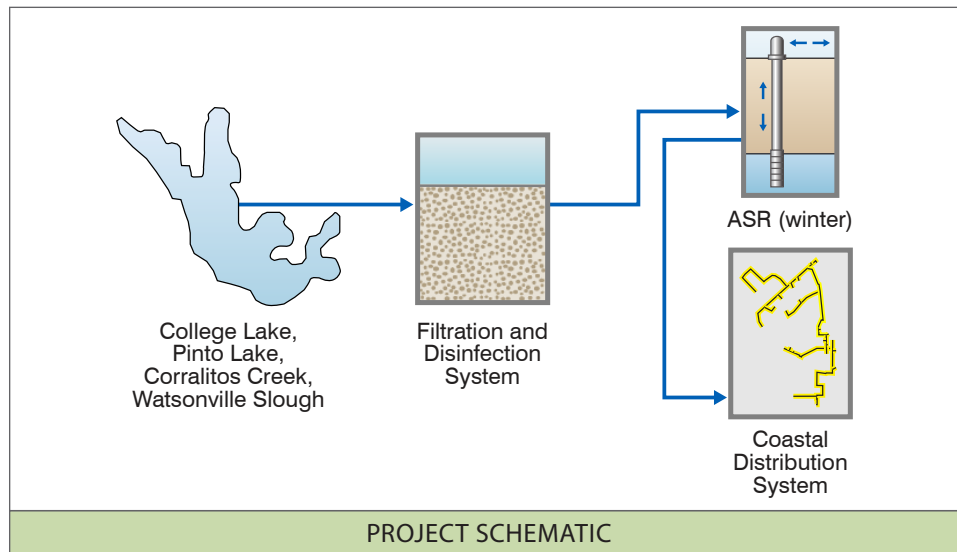 College Lake,
Pinto Lake,
Corralitos Creek,
Watsonville Slough
Filtration and
Disinfection
System
ASR (winter)
Coastal
Distribution
System
PROJECT SCHEMATIC